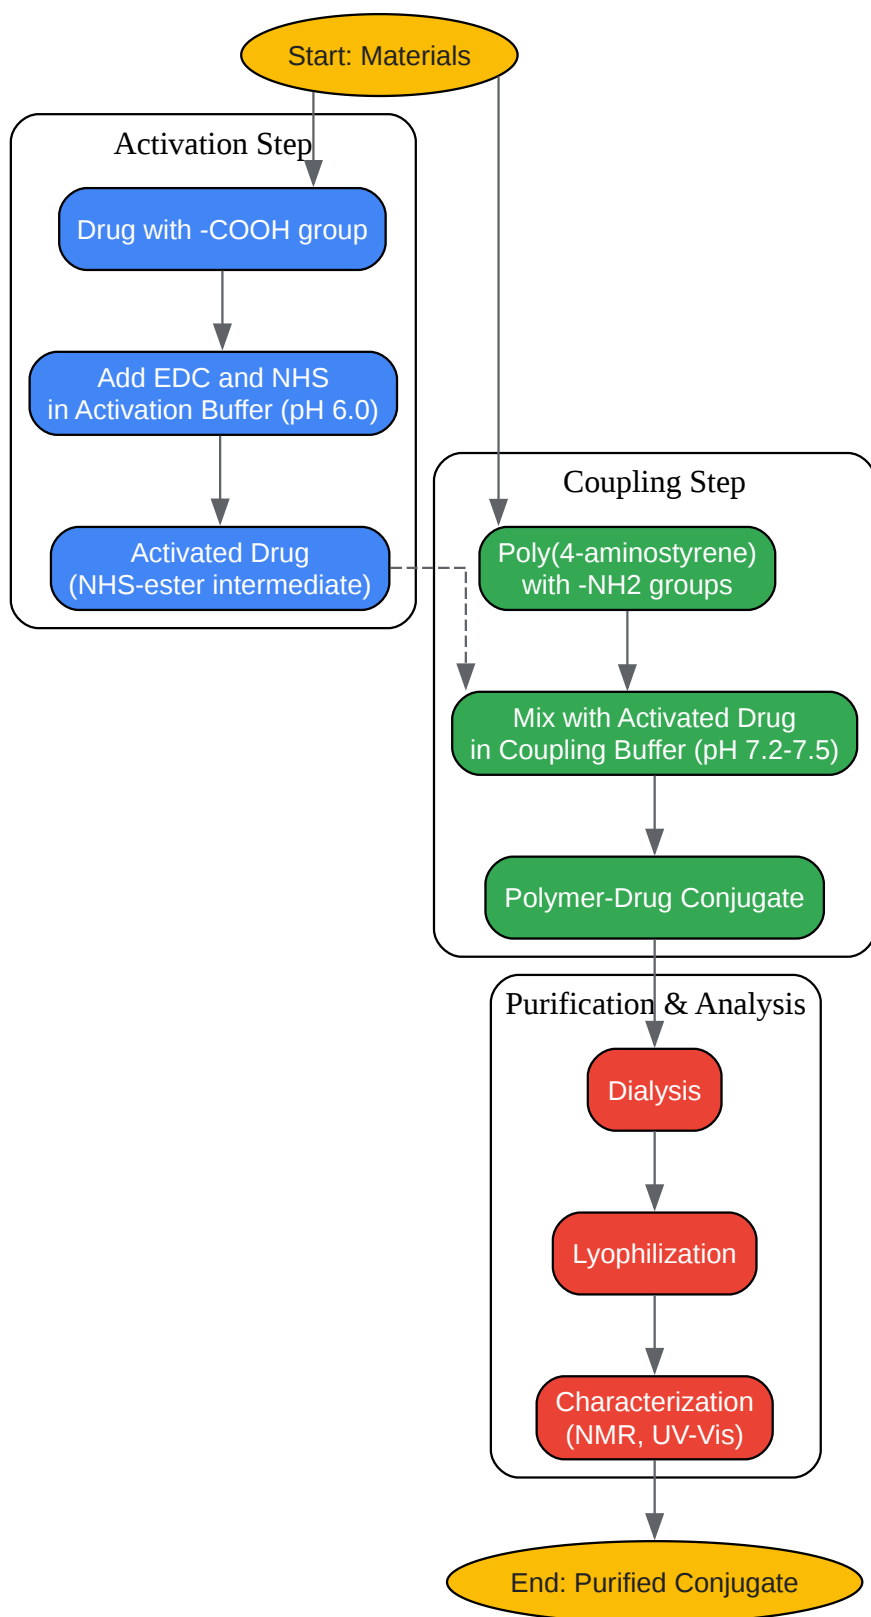 Start: Materials
Activation Step
Drug with -COOH group
Add EDC and NHS
in Activation Buffer (pH 6.0)
Activated Drug
(NHS-ester intermediate)
Coupling Step
Poly(4-aminostyrene)
with -NH2 groups
Mix with Activated Drug
in Coupling Buffer (pH 7.2-7.5)
Polymer-Drug Conjugate
Purification & Analysis
Dialysis
Lyophilization
Characterization
(NMR, UV-Vis)
End: Purified Conjugate